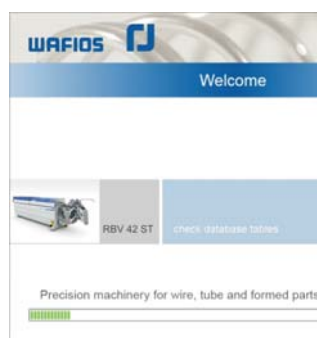 WAFIOS
Welcome
RBV 42 ST
check database tables
Precision machinery for wire, tube and formed parts